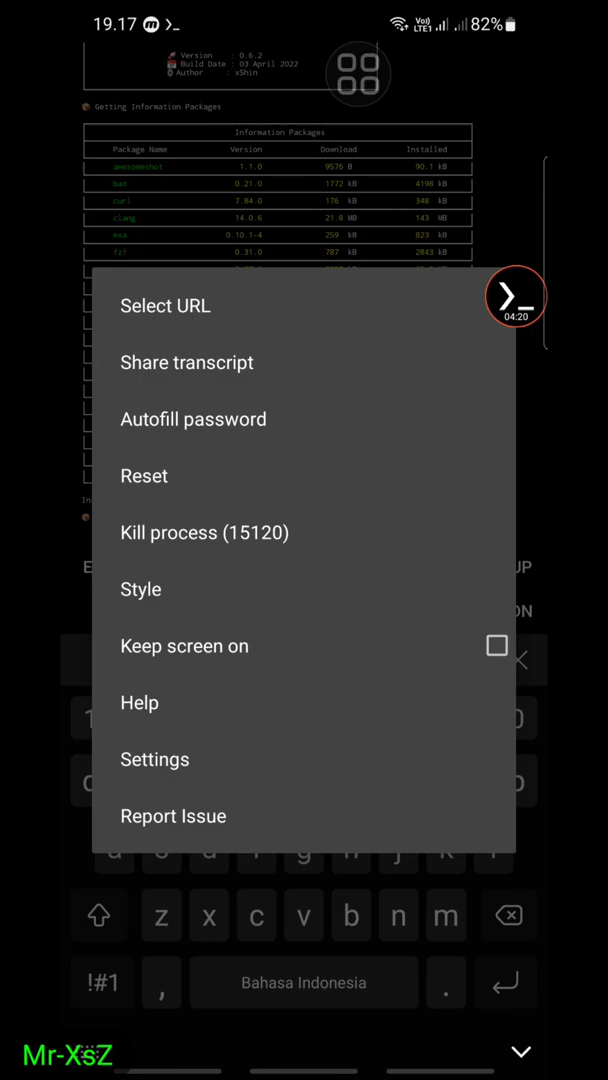 19.17
Vo)) LTE1 82%
Version : 0.6.2
Build Date : 03 April 2022
Author : xShin
Getting Information Packages
Information Packages
Package Name Version Download Installed
awesomeshot 1.1.0 9576 B 90.1 kB
bat 0.21.0 1772 kB 4198 kB
curl 7.84.0 176 kB 348 kB
clang 14.0.6 21.8 MB 143 MB
exa 0.10.1-4 259 kB 823 kB
fzf 0.31.0 787 kB 2843 kB
04:20
Select URL
Share transcript
Autofill password
Reset
Kill process (15120)
Style
Keep screen on
Help
Settings
Report Issue
z x c v b n m
!#1 , Bahasa Indonesia .
Mr-XsZ